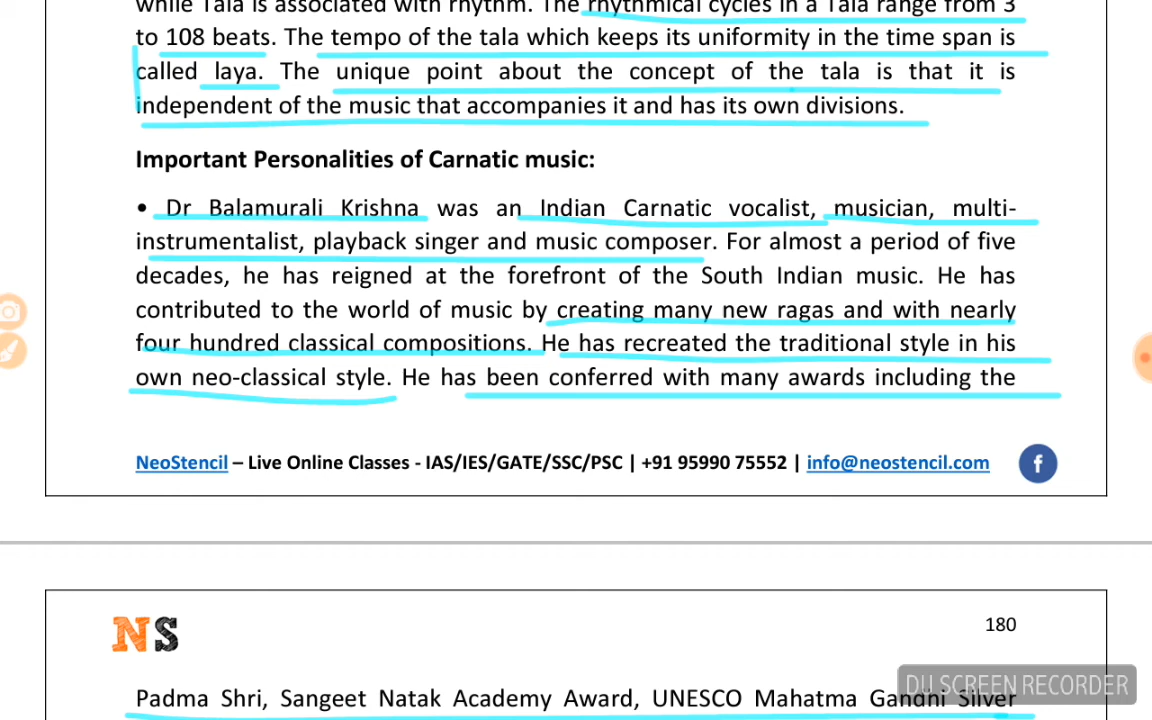 while Tala is associated with rhythm. The rhythmical cycles in a Tala range from 3
to 108 beats. The tempo of the tala which keeps its uniformity in the time span is
called laya. The unique point about the concept of the tala is that it is
independent of the music that accompanies it and has its own divisions.
Important Personalities of Carnatic music:
• Dr Balamurali Krishna was an Indian Carnatic vocalist, musician, multi-
instrumentalist, playback singer and music composer. For almost a period of five
decades, he has reigned at the forefront of the South Indian music. He has
contributed to the world of music by creating many new ragas and with nearly
four hundred classical compositions. He has recreated the traditional style in his
own neo-classical style. He has been conferred with many awards including the
NeoStencil – Live Online Classes - IAS/IES/GATE/SSC/PSC | +91 95990 75552 | info@neostencil.com
f
NS
180
Padma Shri, Sangeet Natak Academy Award, UNESCO Mahatma Gandhi Silver
DU SCREEN RECORDER